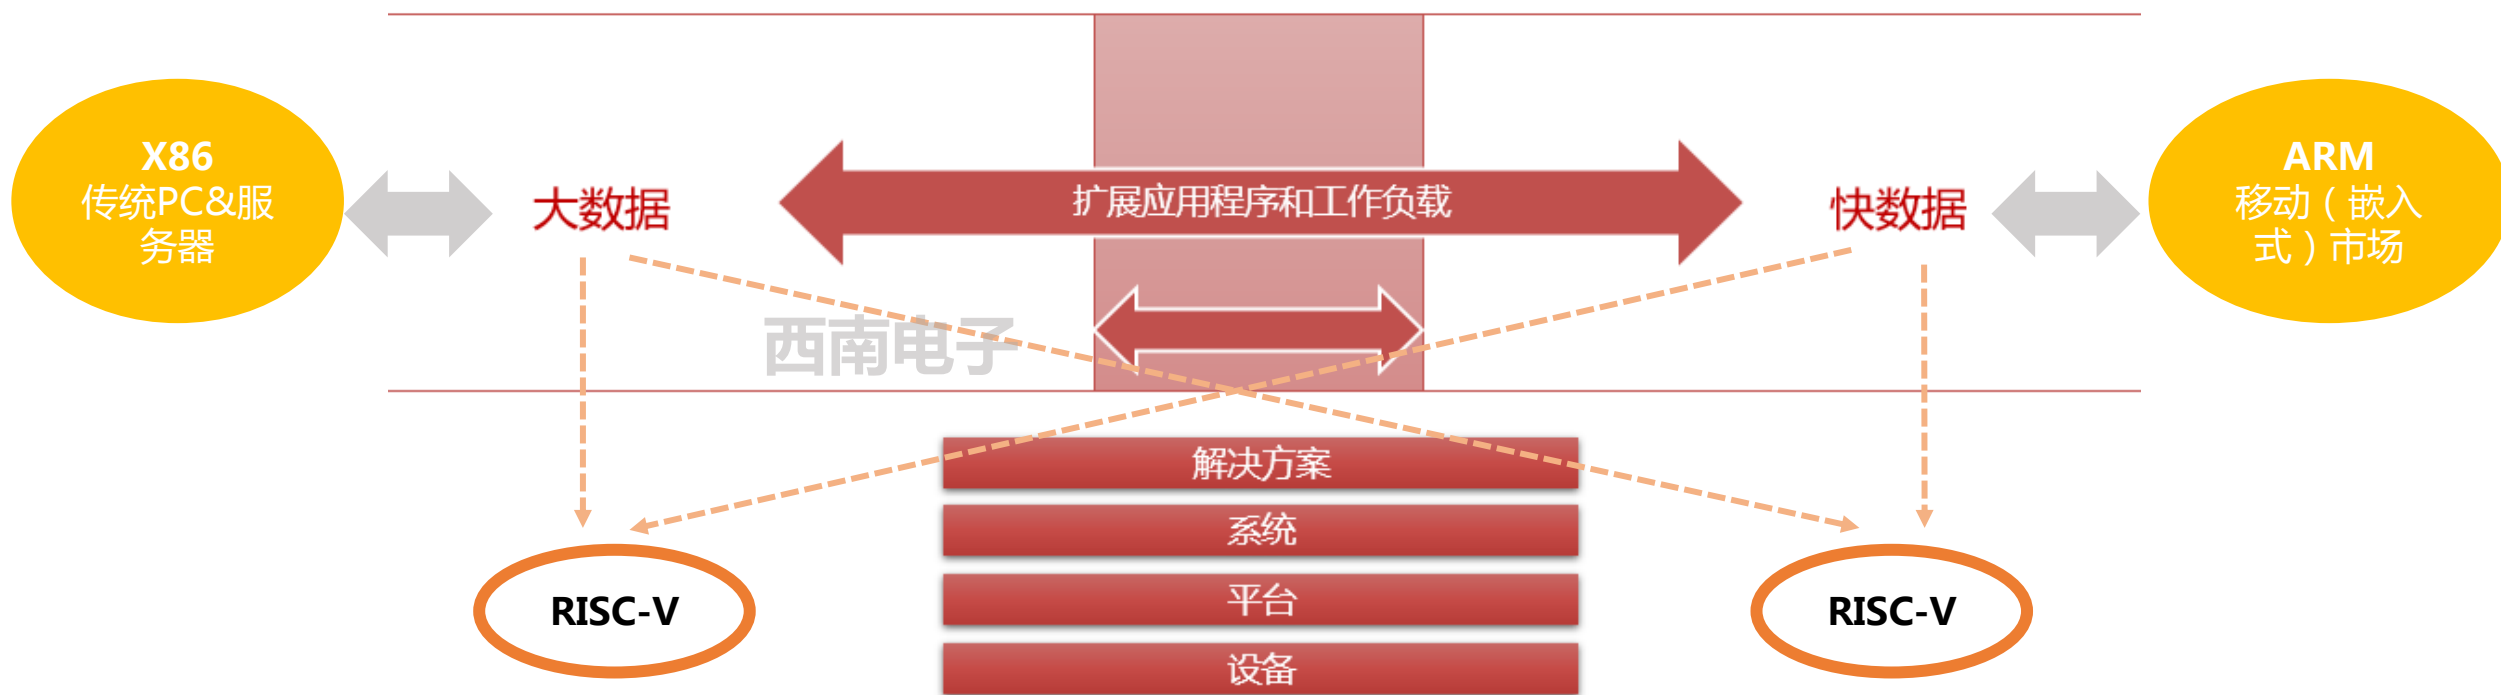 X86
传统PC&服
务器
大数据
扩展应用程序和工作负载
快数据
ARM
移动（嵌入
式）市场
西南电子
解决方案
系统
平台
设备
RISC-V
RISC-V